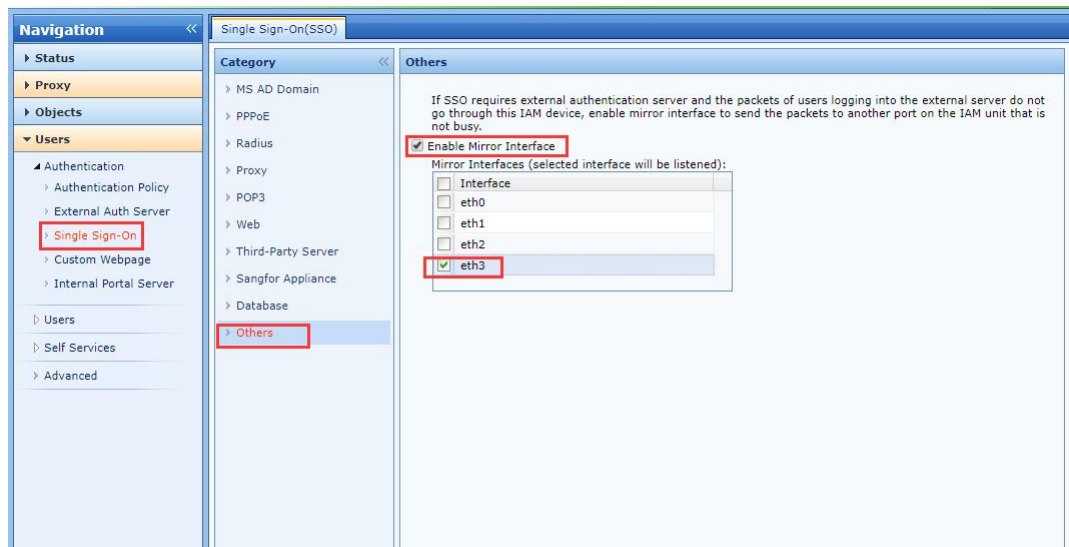 Navigation
Status
Proxy
Objects
Users
Authentication
Authentication Policy
External Auth Server
Single Sign-On
Custom Webpage
Internal Portal Server
Users
Self Services
Advanced
Single Sign-On(SSO)
Category
MS AD Domain
PPPoE
Radius
Proxy
POP3
Web
Third-Party Server
Sangfor Appliance
Database
Others
Others
If SSO requires external authentication server and the packets of users logging into the external server do not
go through this IAM device, enable mirror interface to send the packets to another port on the IAM unit that is
not busy.
Enable Mirror Interface
Mirror Interfaces (selected interface will be listened):
Interface
eth0
eth1
eth2
eth3